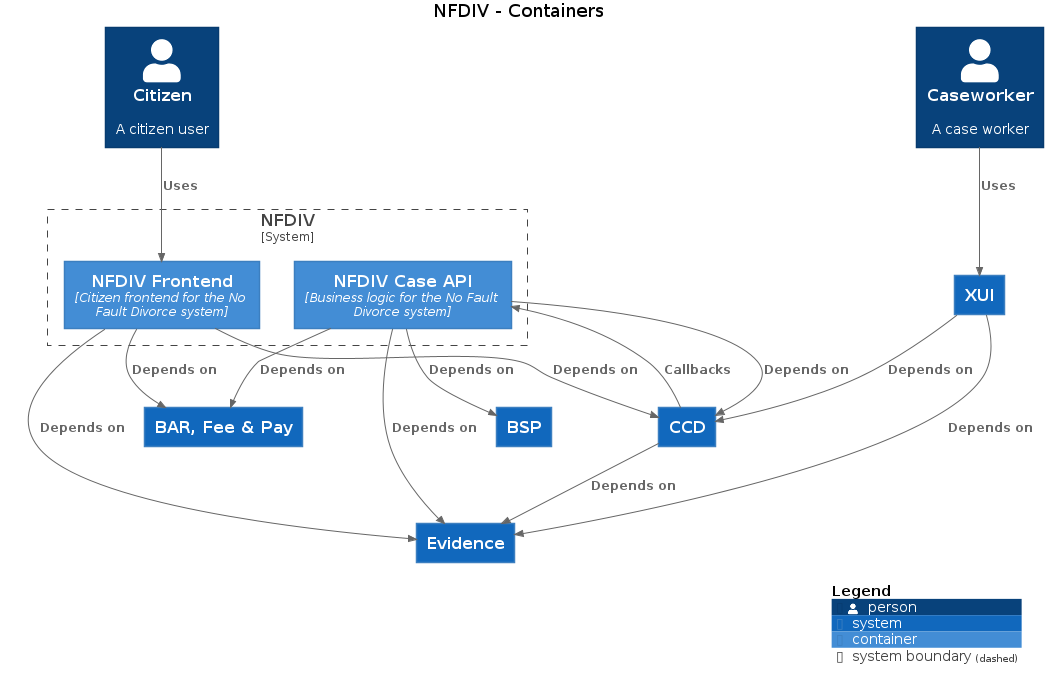 NFDIV - Containers
Citizen
A citizen user
Caseworker
A case worker
Uses
Uses
NFDIV
[System]
NFDIV Frontend
[Citizen frontend for the No
Fault Divorce system]
NFDIV Case API
[Business logic for the No Fault
Divorce system]
XUI
Depends on
Depends on
Depends on
Depends on
Callbacks
Depends on
Depends on
BAR, Fee & Pay
BSP
CCD
Depends on
Depends on
Depends on
Depends on
Evidence
Legend
person
system
container
system boundary (dashed)